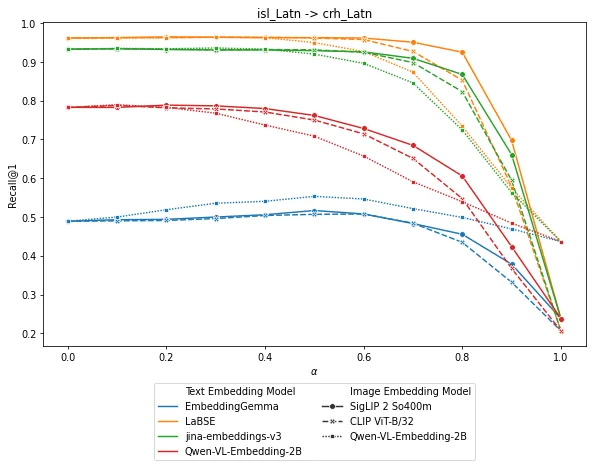 isl_Latn -> crh_Latn
Recall@1
1.0
0.9
0.8
0.7
0.6
0.5
0.4
0.3
0.2
0.0 0.2 0.4 0.6 0.8 1.0
α
Text Embedding Model Image Embedding Model
EmbeddingGemma SigLIP 2 So400m
LaBSE CLIP ViT-B/32
jina-embeddings-v3 Qwen-VL-Embedding-2B
Qwen-VL-Embedding-2B